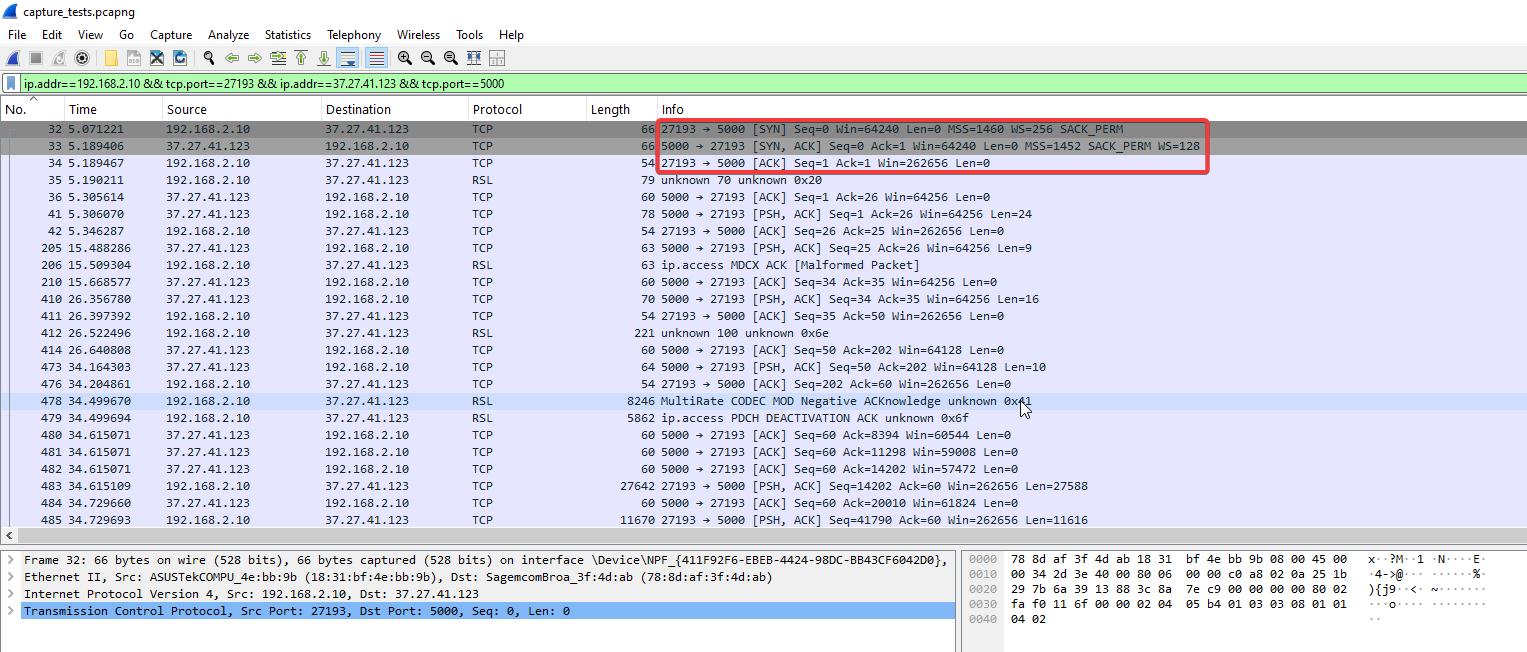 capture_tests.pcapng
File Edit View Go Capture Analyze Statistics Telephony Wireless Tools Help
ip.addr==192.168.2.10 && tcp.port==27193 && ip.addr==37.27.41.123 && tcp.port==5000
No. Time Source Destination Protocol Length Info
32 5.071221 192.168.2.10 37.27.41.123 TCP 66 27193 → 5000 [SYN] Seq=0 Win=64240 Len=0 MSS=1460 WS=256 SACK_PERM
33 5.189406 37.27.41.123 192.168.2.10 TCP 66 5000 → 27193 [SYN, ACK] Seq=0 Ack=1 Win=64240 Len=0 MSS=1452 SACK_PERM WS=128
34 5.189467 192.168.2.10 37.27.41.123 TCP 54 27193 → 5000 [ACK] Seq=1 Ack=1 Win=262656 Len=0
35 5.190211 192.168.2.10 37.27.41.123 RSL 79 unknown 70 unknown 0x20
36 5.305614 37.27.41.123 192.168.2.10 TCP 60 5000 → 27193 [ACK] Seq=1 Ack=26 Win=64256 Len=0
41 5.306070 37.27.41.123 192.168.2.10 TCP 78 5000 → 27193 [PSH, ACK] Seq=1 Ack=26 Win=64256 Len=24
42 5.346287 192.168.2.10 37.27.41.123 TCP 54 27193 → 5000 [ACK] Seq=26 Ack=25 Win=262656 Len=0
205 15.488286 37.27.41.123 192.168.2.10 TCP 63 5000 → 27193 [PSH, ACK] Seq=25 Ack=26 Win=64256 Len=9
206 15.509304 192.168.2.10 37.27.41.123 RSL 63 ip.access MDCX ACK [Malformed Packet]
210 15.668577 37.27.41.123 192.168.2.10 TCP 60 5000 → 27193 [ACK] Seq=34 Ack=35 Win=64256 Len=0
410 26.356780 37.27.41.123 192.168.2.10 TCP 70 5000 → 27193 [PSH, ACK] Seq=34 Ack=35 Win=64256 Len=16
411 26.397392 192.168.2.10 37.27.41.123 TCP 54 27193 → 5000 [ACK] Seq=35 Ack=50 Win=262656 Len=0
412 26.522496 192.168.2.10 37.27.41.123 RSL 221 unknown 100 unknown 0x6e
414 26.640808 37.27.41.123 192.168.2.10 TCP 60 5000 → 27193 [ACK] Seq=50 Ack=202 Win=64128 Len=0
473 34.164303 37.27.41.123 192.168.2.10 TCP 64 5000 → 27193 [PSH, ACK] Seq=50 Ack=202 Win=64128 Len=10
476 34.204861 192.168.2.10 37.27.41.123 TCP 54 27193 → 5000 [ACK] Seq=202 Ack=60 Win=262656 Len=0
478 34.499670 192.168.2.10 37.27.41.123 RSL 8246 MultiRate CODEC MOD Negative ACKnowledge unknown 0x41
479 34.499694 192.168.2.10 37.27.41.123 RSL 5862 ip.access PDCH DEACTIVATION ACK unknown 0x6f
480 34.615071 37.27.41.123 192.168.2.10 TCP 60 5000 → 27193 [ACK] Seq=60 Ack=8394 Win=60544 Len=0
481 34.615071 37.27.41.123 192.168.2.10 TCP 60 5000 → 27193 [ACK] Seq=60 Ack=11298 Win=59008 Len=0
482 34.615071 37.27.41.123 192.168.2.10 TCP 60 5000 → 27193 [ACK] Seq=60 Ack=14202 Win=57472 Len=0
483 34.615109 192.168.2.10 37.27.41.123 TCP 27642 27193 → 5000 [PSH, ACK] Seq=14202 Ack=60 Win=262656 Len=27588
484 34.729660 37.27.41.123 192.168.2.10 TCP 60 5000 → 27193 [ACK] Seq=60 Ack=20010 Win=61824 Len=0
485 34.729693 192.168.2.10 37.27.41.123 TCP 11670 27193 → 5000 [PSH, ACK] Seq=41790 Ack=60 Win=262656 Len=11616
Frame 32: 66 bytes on wire (528 bits), 66 bytes captured (528 bits) on interface \Device\NPF_{411F92F6-EBEB-4424-98DC-BB43CF6042D0},
Ethernet II, Src: ASUSTekCOMPU_4e:bb:9b (18:31:bf:4e:bb:9b), Dst: SagemcomBroa_3f:4d:ab (78:8d:af:3f:4d:ab)
Internet Protocol Version 4, Src: 192.168.2.10, Dst: 37.27.41.123
Transmission Control Protocol, Src Port: 27193, Dst Port: 5000, Seq: 0, Len: 0
0000 78 8d af 3f 4d ab 18 31 bf 4e bb 9b 08 00 45 00 x··?M··1 ·N····E·
0010 00 34 2d 3e 40 00 80 06 00 00 c0 a8 02 0a 25 1b ·4->@··· ······%·
0020 29 7b 6a 39 13 88 3c 8a 7e c9 00 00 00 00 80 02 ){j9··<· ~·······
0030 fa f0 11 6f 00 00 02 04 05 b4 01 03 03 08 01 01 ···o···· ········
0040 04 02 ··